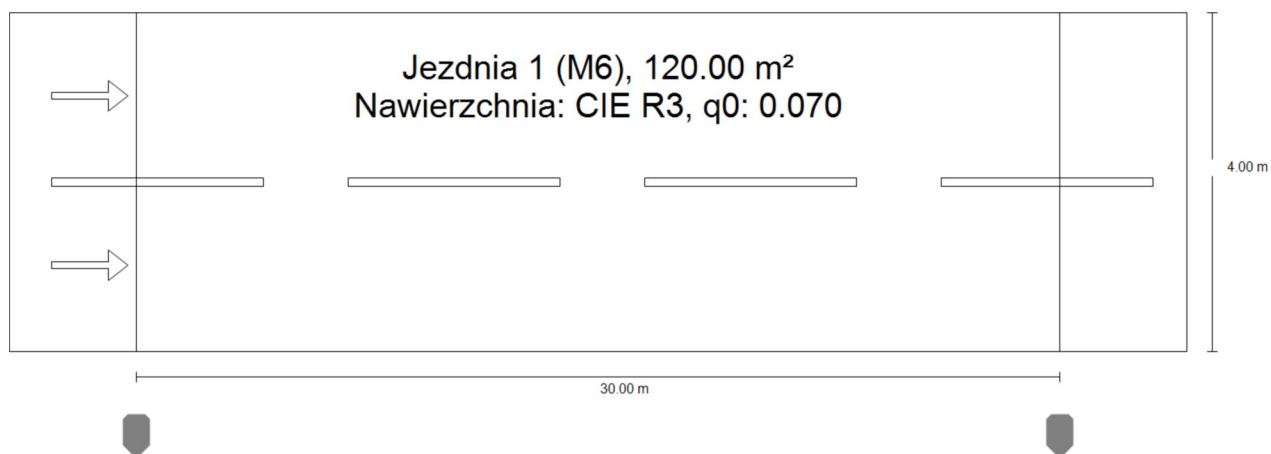 Jezdnia 1 (M6), 120.00 m²
Nawierzchnia: CIE R3, q0: 0.070
4.00 m
30.00 m